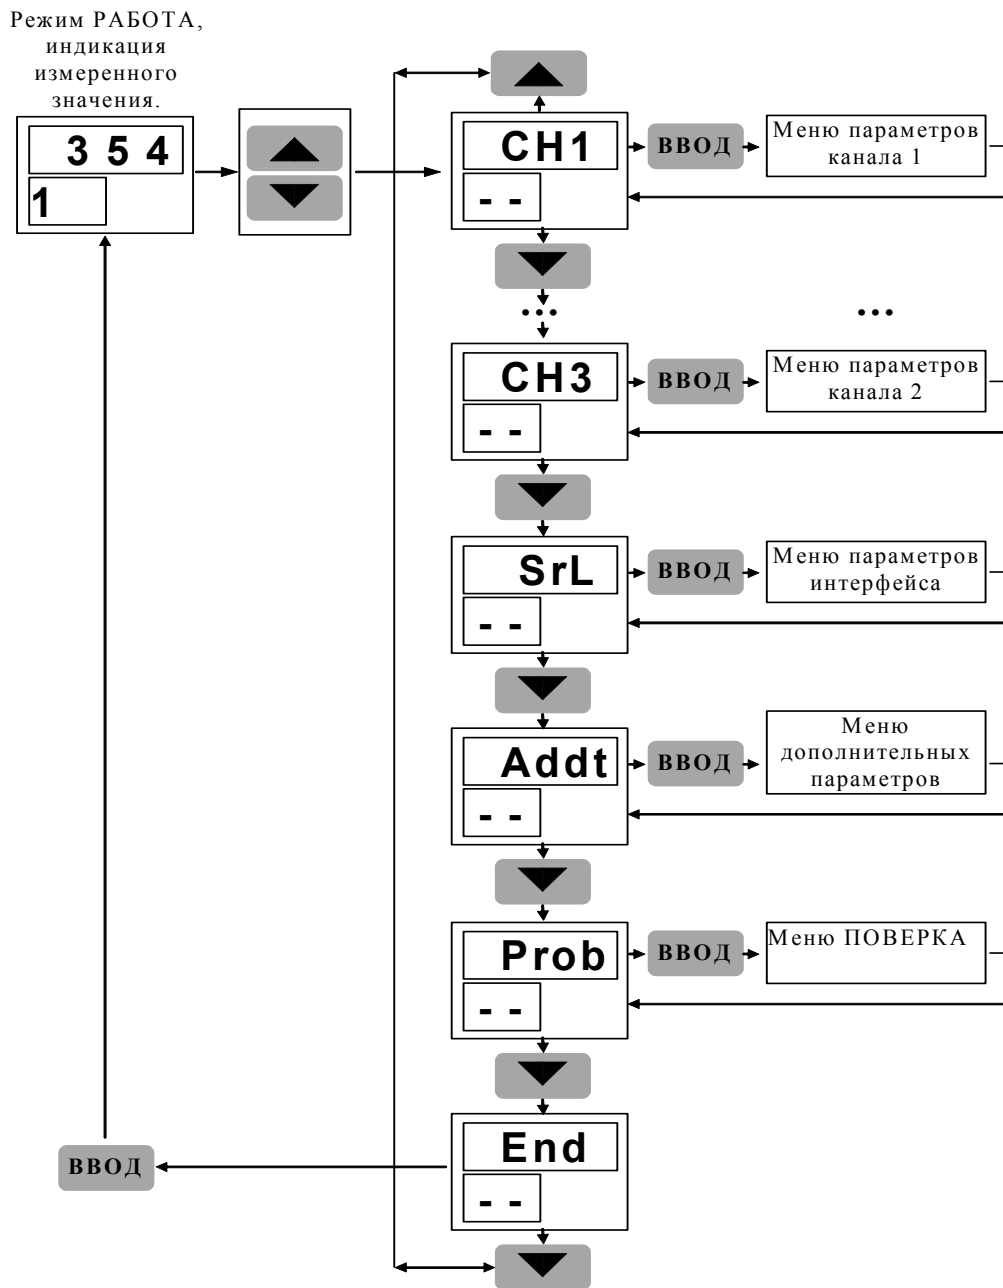 Режим РАБОТА,
индикация
измеренного
значения.
3 5 4
1
CH1
- -
ВВОД
Меню параметров
канала 1
...
...
CH3
- -
ВВОД
Меню параметров
канала 2
SrL
- -
ВВОД
Меню параметров
интерфейса
Addt
- -
ВВОД
Меню
дополнительных
параметров
Prob
- -
ВВОД
Меню ПОВЕРКА
End
- -
ВВОД